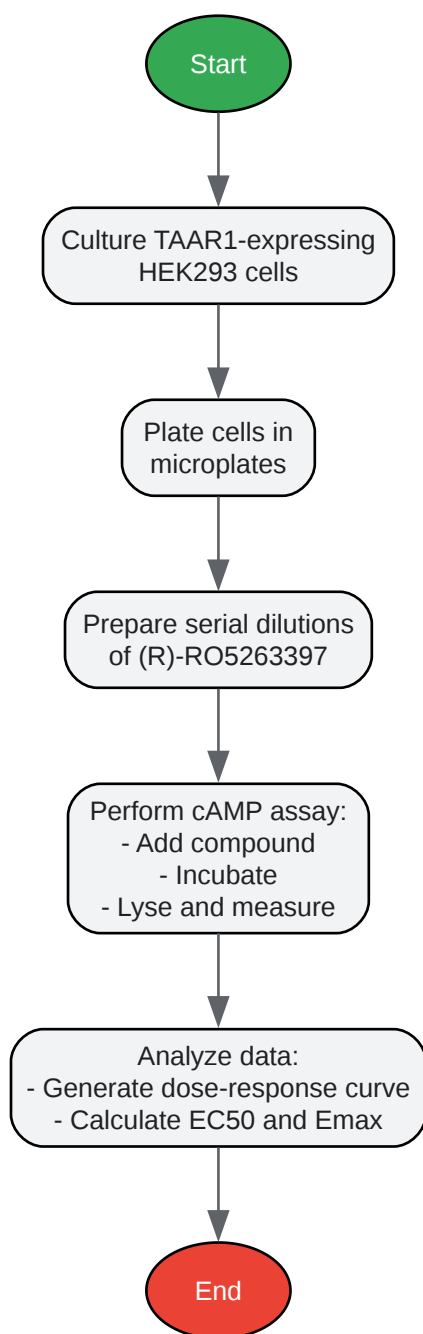 Start
Culture TAAR1-expressing
HEK293 cells
Plate cells in
microplates
Prepare serial dilutions
of (R)-RO5263397
Perform cAMP assay:
- Add compound
- Incubate
- Lyse and measure
Analyze data:
- Generate dose-response curve
- Calculate EC50 and Emax
End